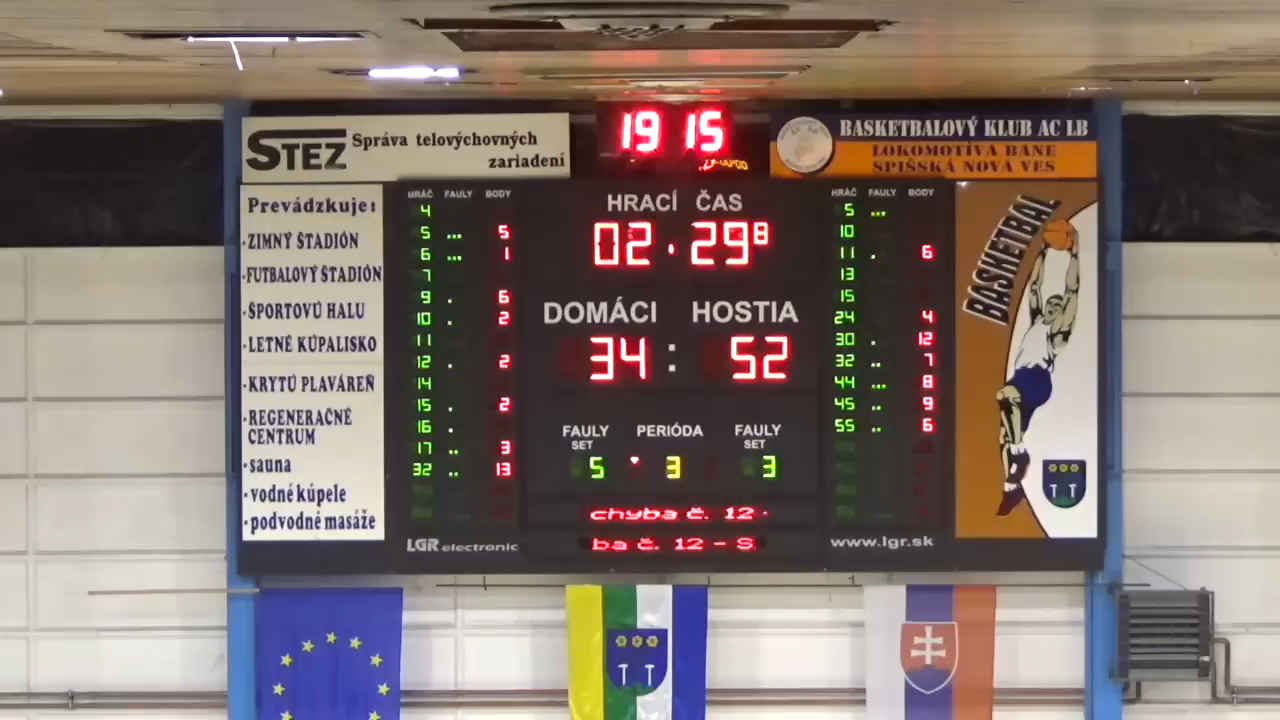 STEZ Správa telovýchovných
zariadení
19 15
BASKETBALOVÝ KLUB AC LB
LOKOMOTÍVA BANE
SPIŠSKÁ NOVÁ VES
Prevádzkuje:
·ZIMNÝ ŠTADIÓN
·FUTBALOVÝ ŠTADIÓN
·ŠPORTOVÚ HALU
·LETNÉ KÚPALISKO
·KRYTÚ PLAVÁREŇ
·REGENERAČNÉ
CENTRUM
·sauna
·vodné kúpele
·podvodné masáže
HRÁČ FAULY BODY
4
5 ... 5
6 ... 1
7
9 . 6
10 . 2
11
12 . 2
14
15 . 2
16 .
17 .. 3
32 .. 13
LGR electronic
HRACÍ ČAS
02.298
DOMÁCI HOSTIA
34 : 52
FAULY PERIÓDA FAULY
SET SET
5 3 3
chyba č. 12
ba č. 12 - S
HRÁČ FAULY BODY
5 ...
10
11 . 6
13
15
24 4
30 . 12
32 .. 7
44 ... 8
45 .. 9
55 .. 6
www.lgr.sk
BASKETBAL